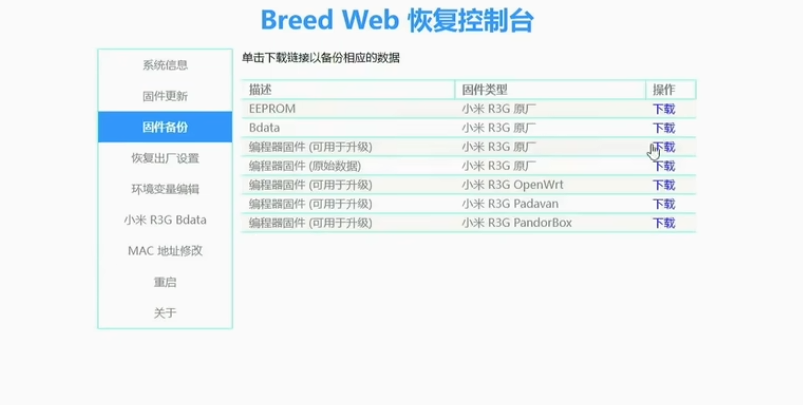 Breed Web 恢复控制台
系统信息
固件更新
固件备份
恢复出厂设置
环境变量编辑
小米 R3G Bdata
MAC 地址修改
重启
关于
单击下载链接以备份相应的数据
描述 固件类型 操作
EEPROM 小米 R3G 原厂 下载
Bdata 小米 R3G 原厂 下载
编程器固件 (可用于升级) 小米 R3G 原厂 下载
编程器固件 (原始数据) 小米 R3G 原厂 下载
编程器固件 (可用于升级) 小米 R3G OpenWrt 下载
编程器固件 (可用于升级) 小米 R3G Padavan 下载
编程器固件 (可用于升级) 小米 R3G PandorBox 下载